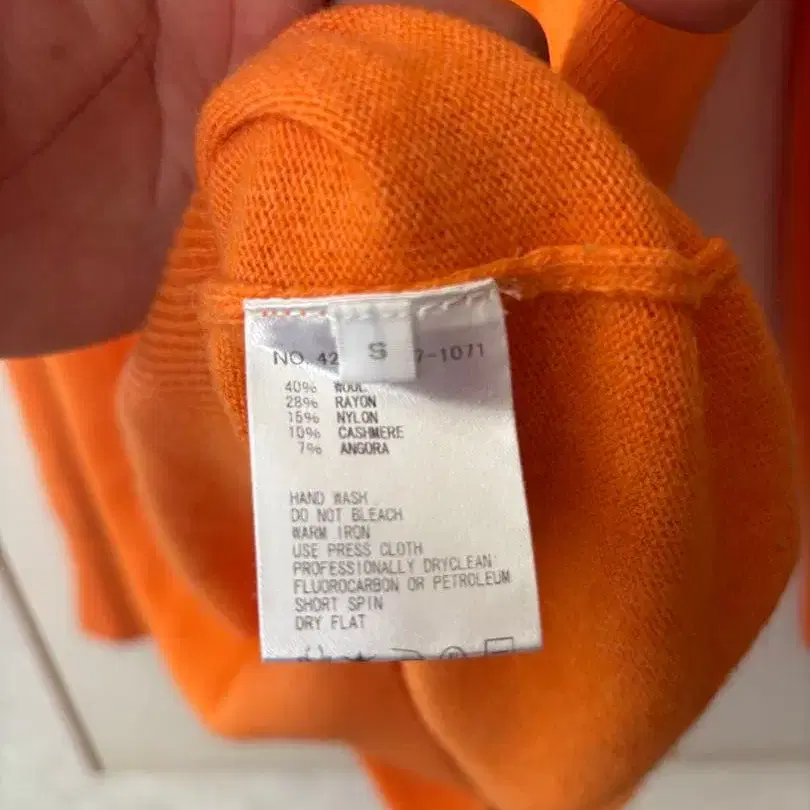 S
NO. 42 7-1071
40% WOOL
28% RAYON
15% NYLON
10% CASHMERE
7% ANGORA
HAND WASH
DO NOT BLEACH
WARM IRON
USE PRESS CLOTH
PROFESSIONALLY DRYCLEAN
FLUOROCARBON OR PETROLEUM
SHORT SPIN
DRY FLAT